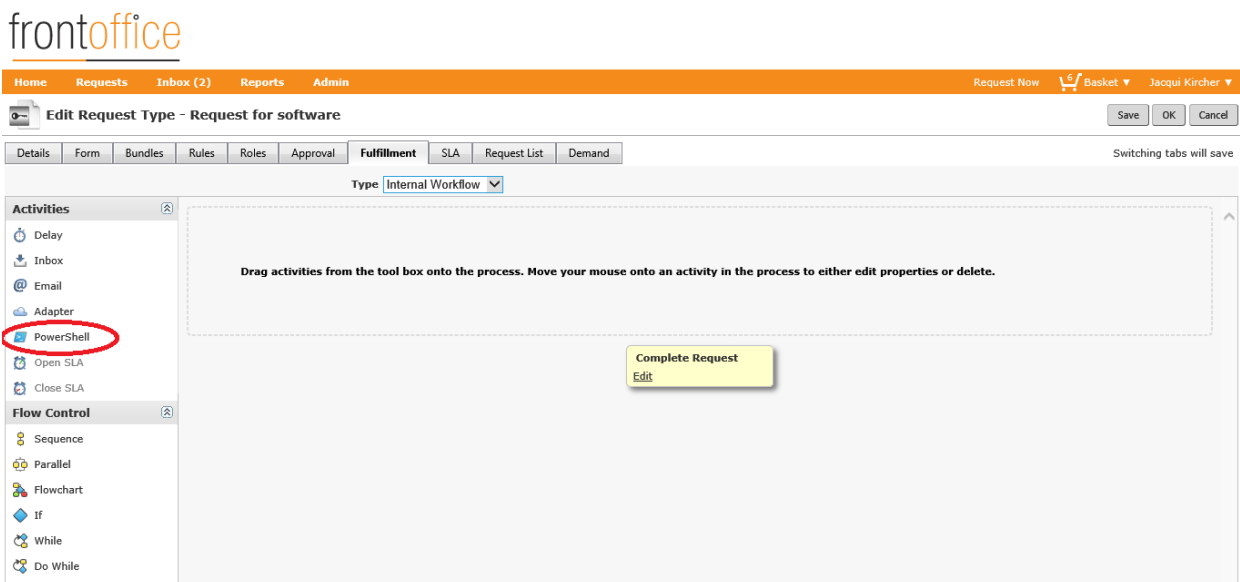 frontoffice
Home Requests Inbox (2) Reports Admin Request Now 6 Basket ▼ Jacqui Kircher ▼
Edit Request Type - Request for software Save OK Cancel
Details Form Bundles Rules Roles Approval Fulfillment SLA Request List Demand Switching tabs will save
Type Internal Workflow
Activities
Delay
Inbox
Email
Adapter
PowerShell
Open SLA
Close SLA
Flow Control
Sequence
Parallel
Flowchart
If
While
Do While
Drag activities from the tool box onto the process. Move your mouse onto an activity in the process to either edit properties or delete.
Complete Request
Edit